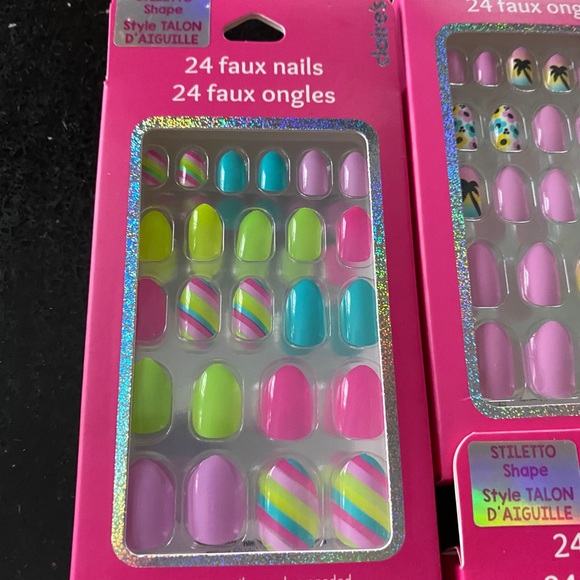 Shape
Style TALON
D'AIGUILLE
claire's
24 faux nails
24 faux ongles
24 faux ong
STILETTO
Shape
Style TALON
D'AIGUILLE
24